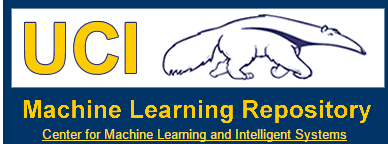 UCI
Machine Learning Repository
Center for Machine Learning and Intelligent Systems